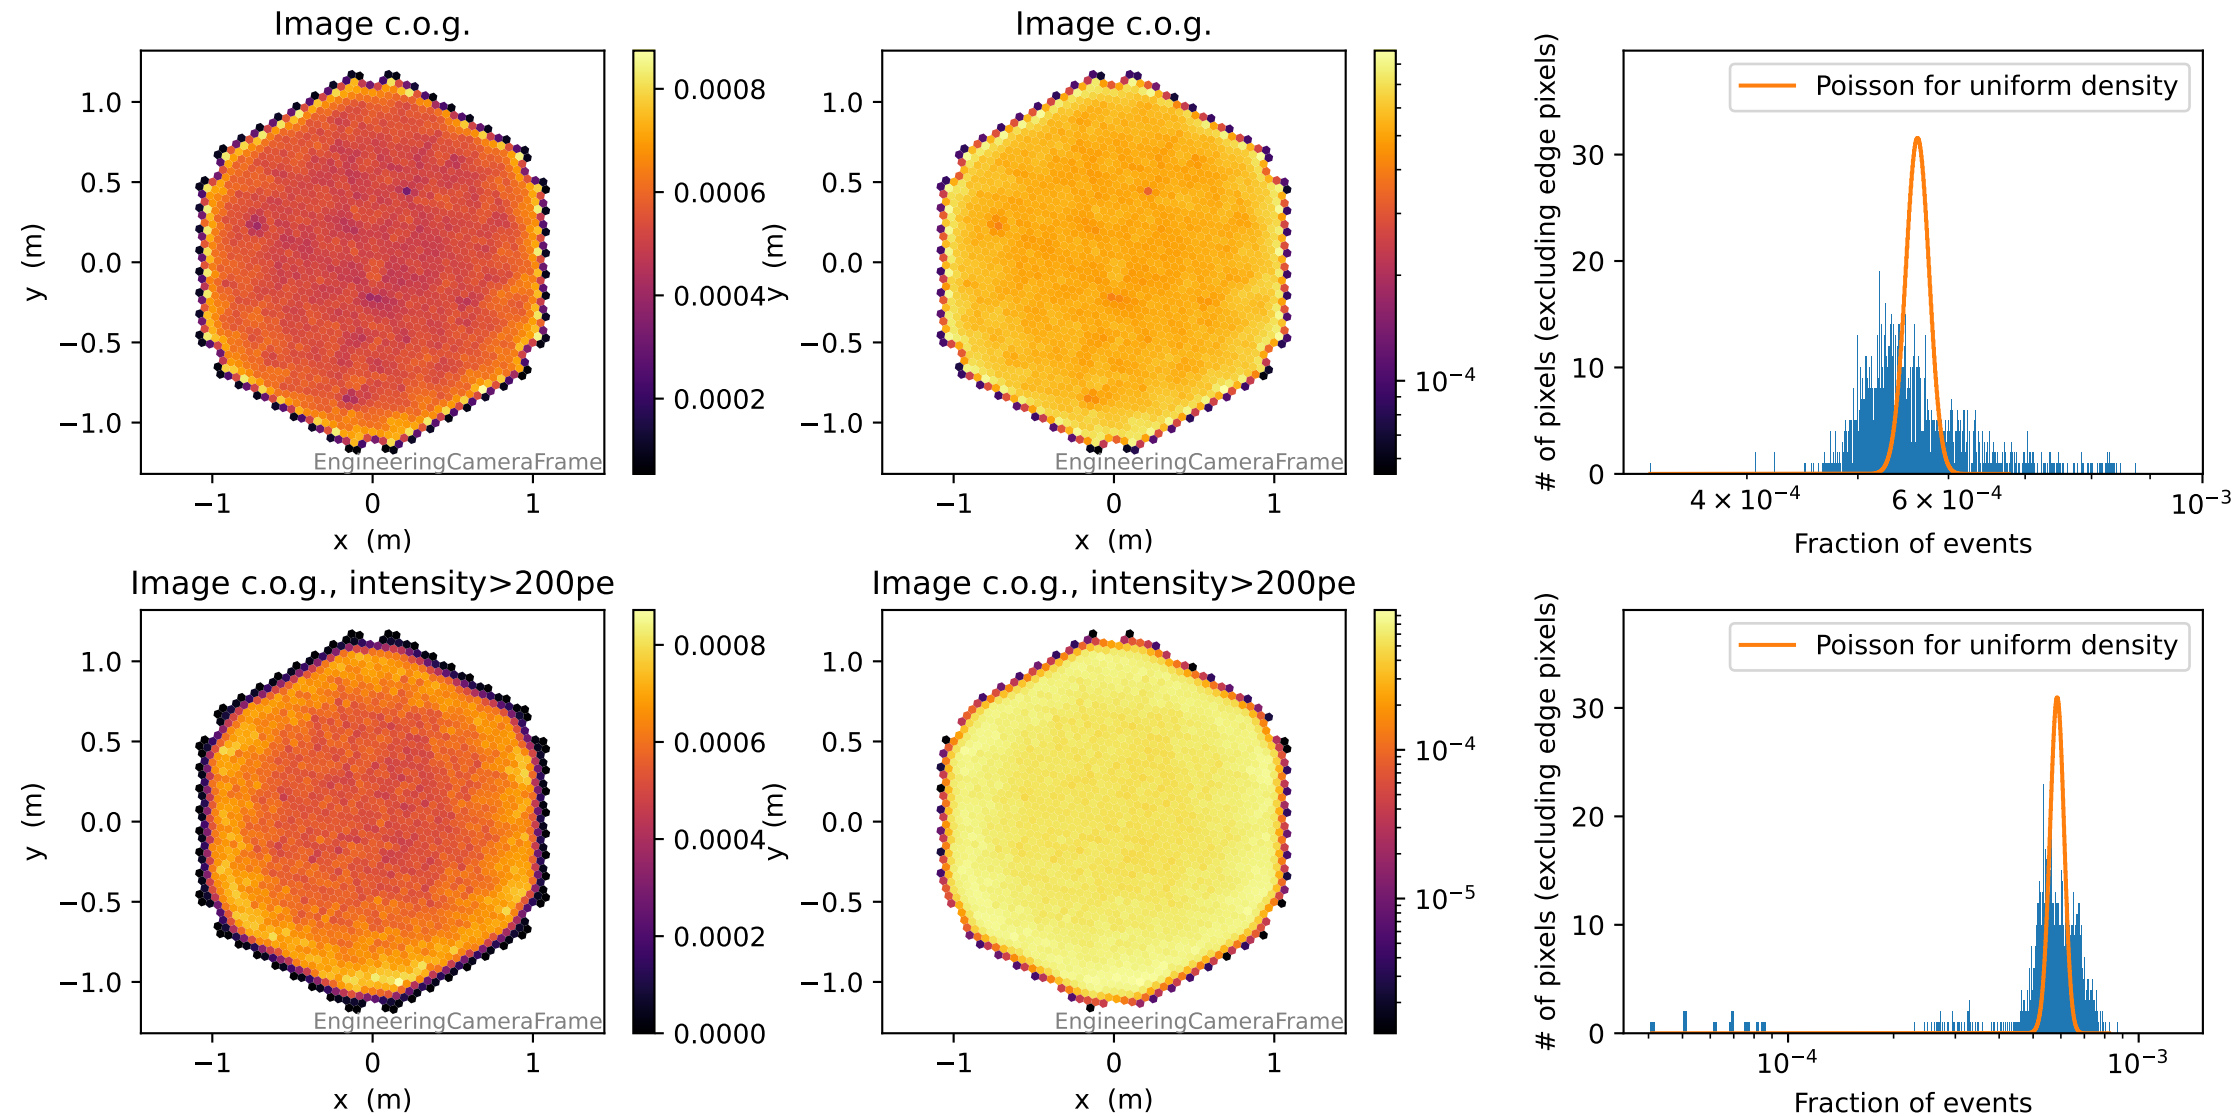 Image c.o.g.
1.0
0.5
0.0
−0.5
−1.0
y (m)
−1
0
1
x (m)
EngineeringCameraFrame
0.0008
0.0006
0.0004
0.0002
Image c.o.g.
1.0
0.5
0.0
−0.5
−1.0
y (m)
−1
0
1
x (m)
EngineeringCameraFrame
10⁻⁴
Poisson for uniform density
# of pixels (excluding edge pixels)
30
20
10
0
4 × 10⁻⁴
6 × 10⁻⁴
10⁻³
Fraction of events
Image c.o.g., intensity>200pe
1.0
0.5
0.0
−0.5
−1.0
y (m)
−1
0
1
x (m)
EngineeringCameraFrame
0.0008
0.0006
0.0004
0.0002
0.0000
Image c.o.g., intensity>200pe
1.0
0.5
0.0
−0.5
−1.0
y (m)
−1
0
1
x (m)
EngineeringCameraFrame
10⁻⁴
10⁻⁵
Poisson for uniform density
# of pixels (excluding edge pixels)
30
20
10
0
10⁻⁴
10⁻³
Fraction of events